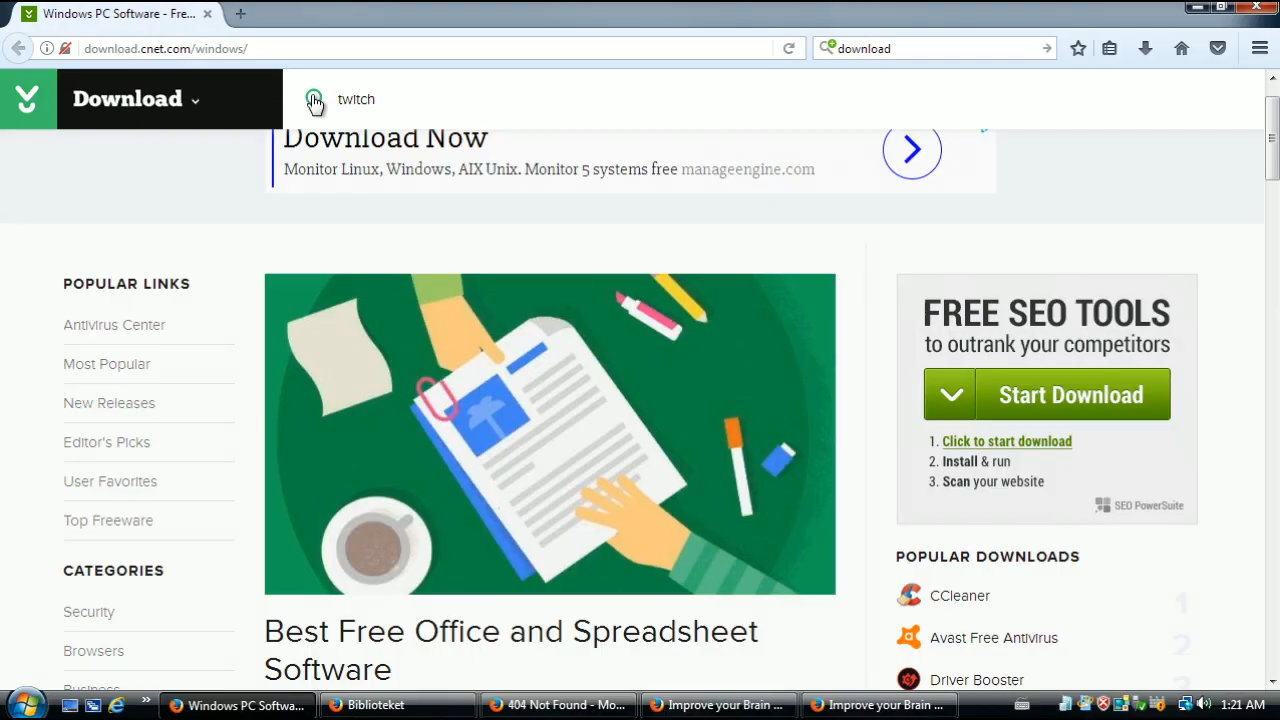 Windows PC Software - Fre...
download.cnet.com/windows/
download
Download
twitch
Download Now
Monitor Linux, Windows, AIX Unix. Monitor 5 systems free manageengine.com
POPULAR LINKS
Antivirus Center
Most Popular
New Releases
Editor's Picks
User Favorites
Top Freeware
CATEGORIES
Security
Browsers
Business
Best Free Office and Spreadsheet
Software
FREE SEO TOOLS
to outrank your competitors
Start Download
1. Click to start download
2. Install & run
3. Scan your website
SEO PowerSuite
POPULAR DOWNLOADS
CCleaner
1
Avast Free Antivirus
2
Driver Booster
3
Windows PC Softwa...
Biblioteket
404 Not Found - Mo...
Improve your Brain ...
Improve your Brain ...
1:21 AM